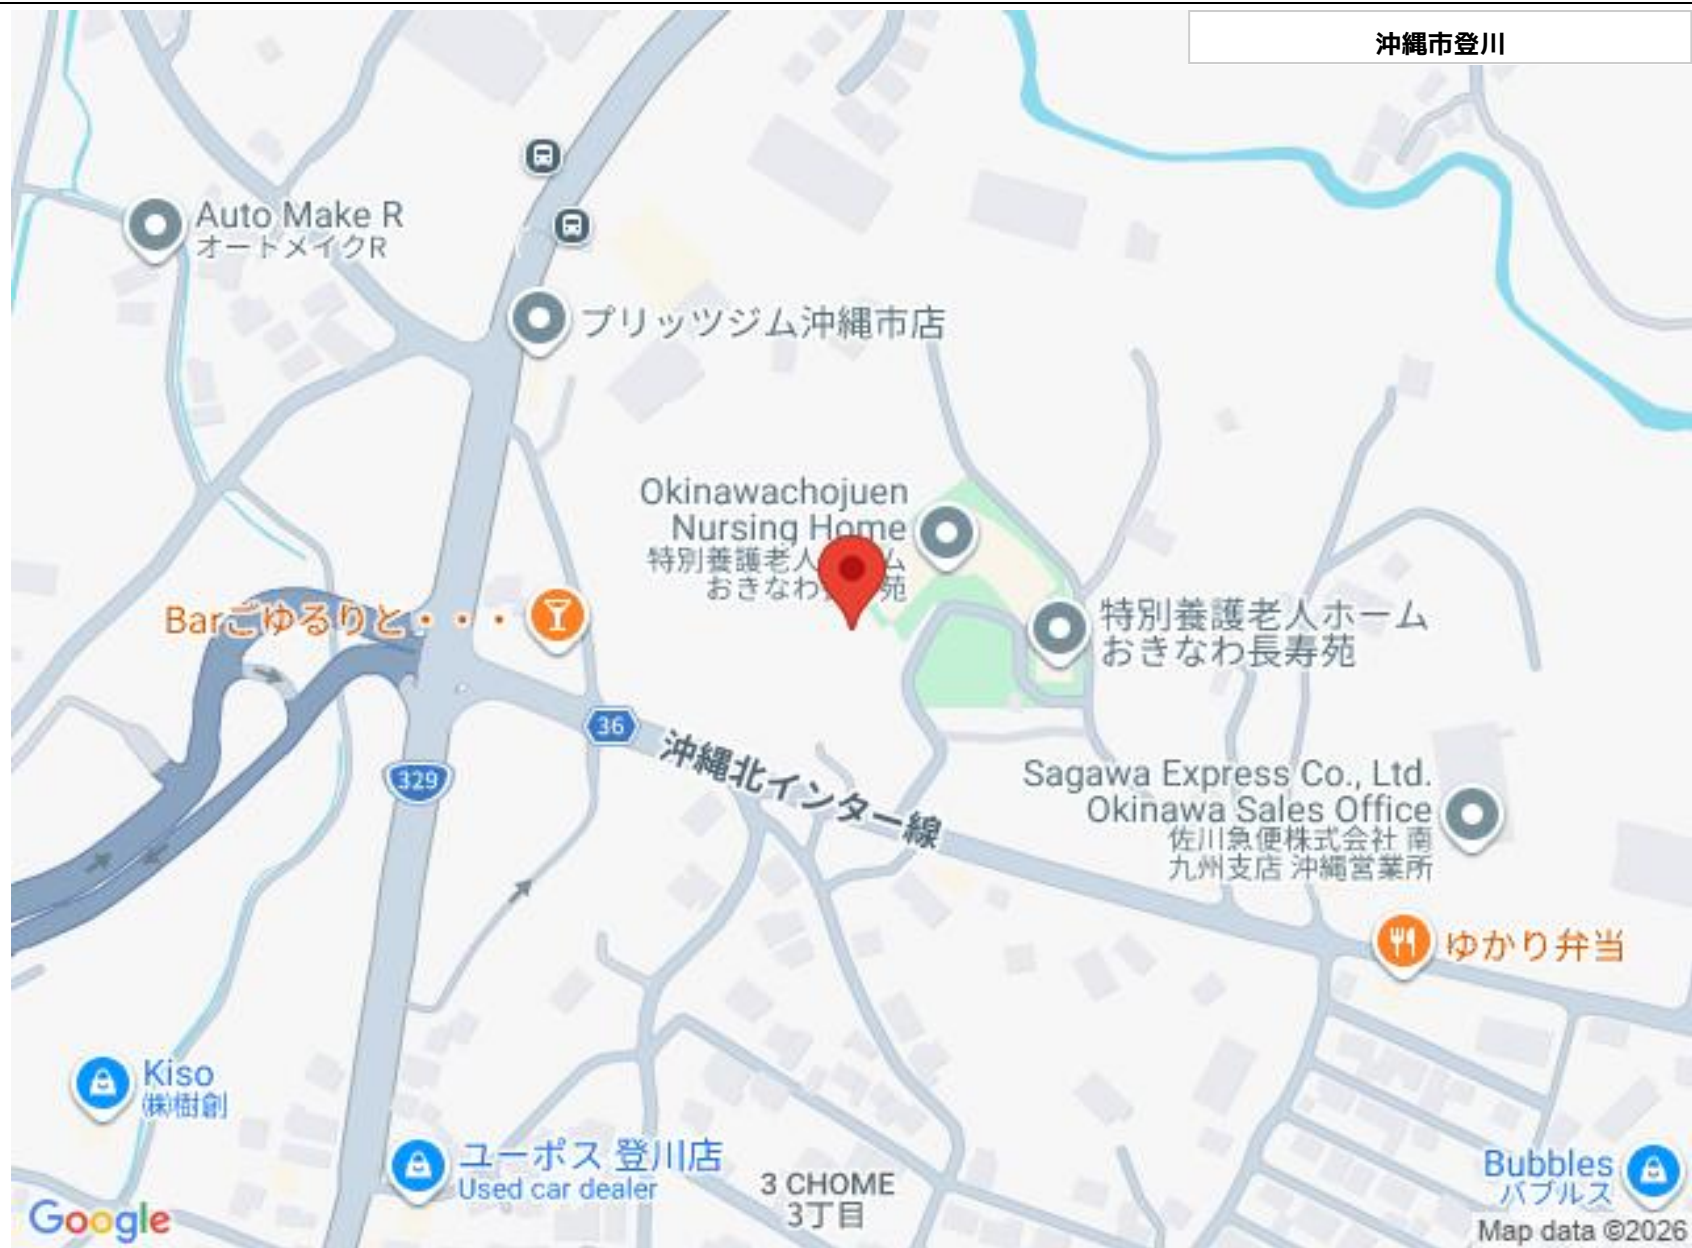 沖縄市登川
Auto Make R
オートメイクR
プリッツジム沖縄市店
Okinawachojuen
Nursing Home
特別養護老人 ム
おきなわ 苑
Barごゆるりと・・・
特別養護老人ホーム
おきなわ長寿苑
36
沖縄北インター線
329
Sagawa Express Co., Ltd.
Okinawa Sales Office
佐川急便株式会社 南
九州支店 沖縄営業所
ゆかり弁当
Kiso
㈱樹創
ユーポス 登川店
Used car dealer
3 CHOME
3丁目
Bubbles
バブルス
Google
Map data ©2026